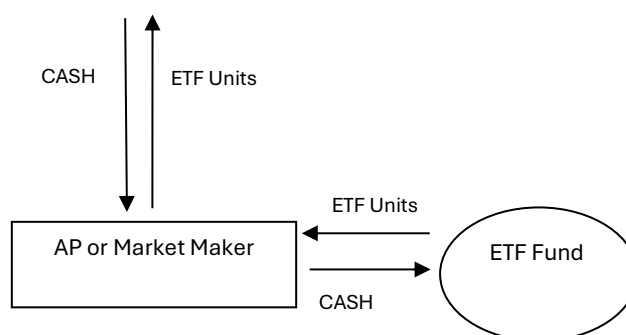 CASH
ETF Units
ETF Units
AP or Market Maker
ETF Fund
CASH